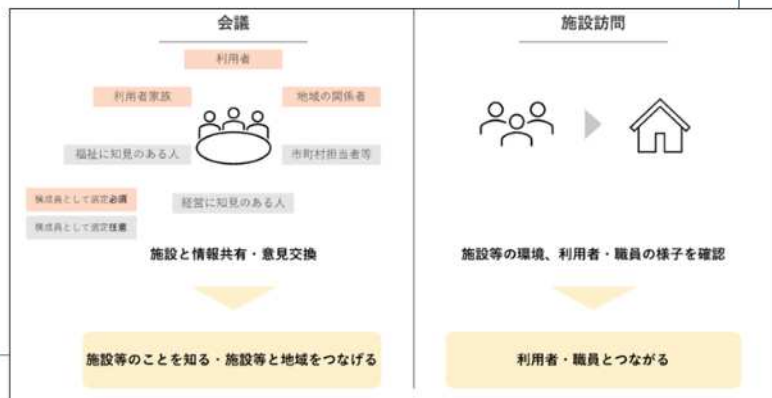 会議
利用者
利用者家族
地域の関係者
福祉に知見のある人
市町村担当者等
構成員として選定必須
経営に知見のある人
構成員として選定任意
施設と情報共有・意見交換
施設等のことを知る・施設等と地域をつなげる
施設訪問
施設等の環境、利用者・職員の様子を確認
利用者・職員とつながる